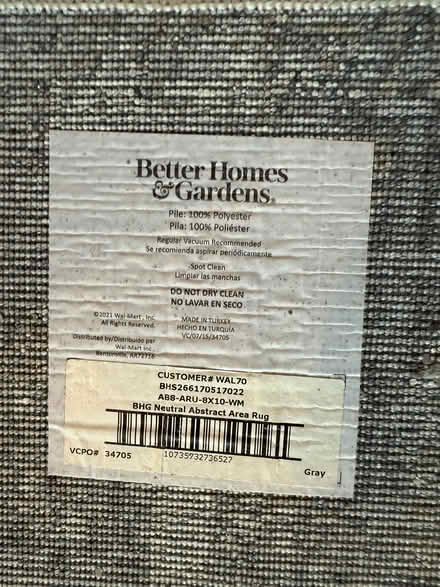 Better Homes
& Gardens®
Pile: 100% Polyester
Pila: 100% Poliéster
Regular Vacuum Recommended
Se recomienda aspirar periódicamente
Spot Clean
Limpiar las manchas
DO NOT DRY CLEAN
NO LAVAR EN SECO
©2021 Wal-Mart, Inc.
All Rights Reserved.
MADE IN TURKEY
HECHO EN TURQUÍA
VC/07/15/34705
Distributed by/Distribuido par
Wal-Mart Inc.
Bentonville, AR72716
CUSTOMER# WAL70
BHS266170517022
AB8-ARU-8X10-WM
BHG Neutral Abstract Area Rug
VCPO# 34705
10735732736527
Gray